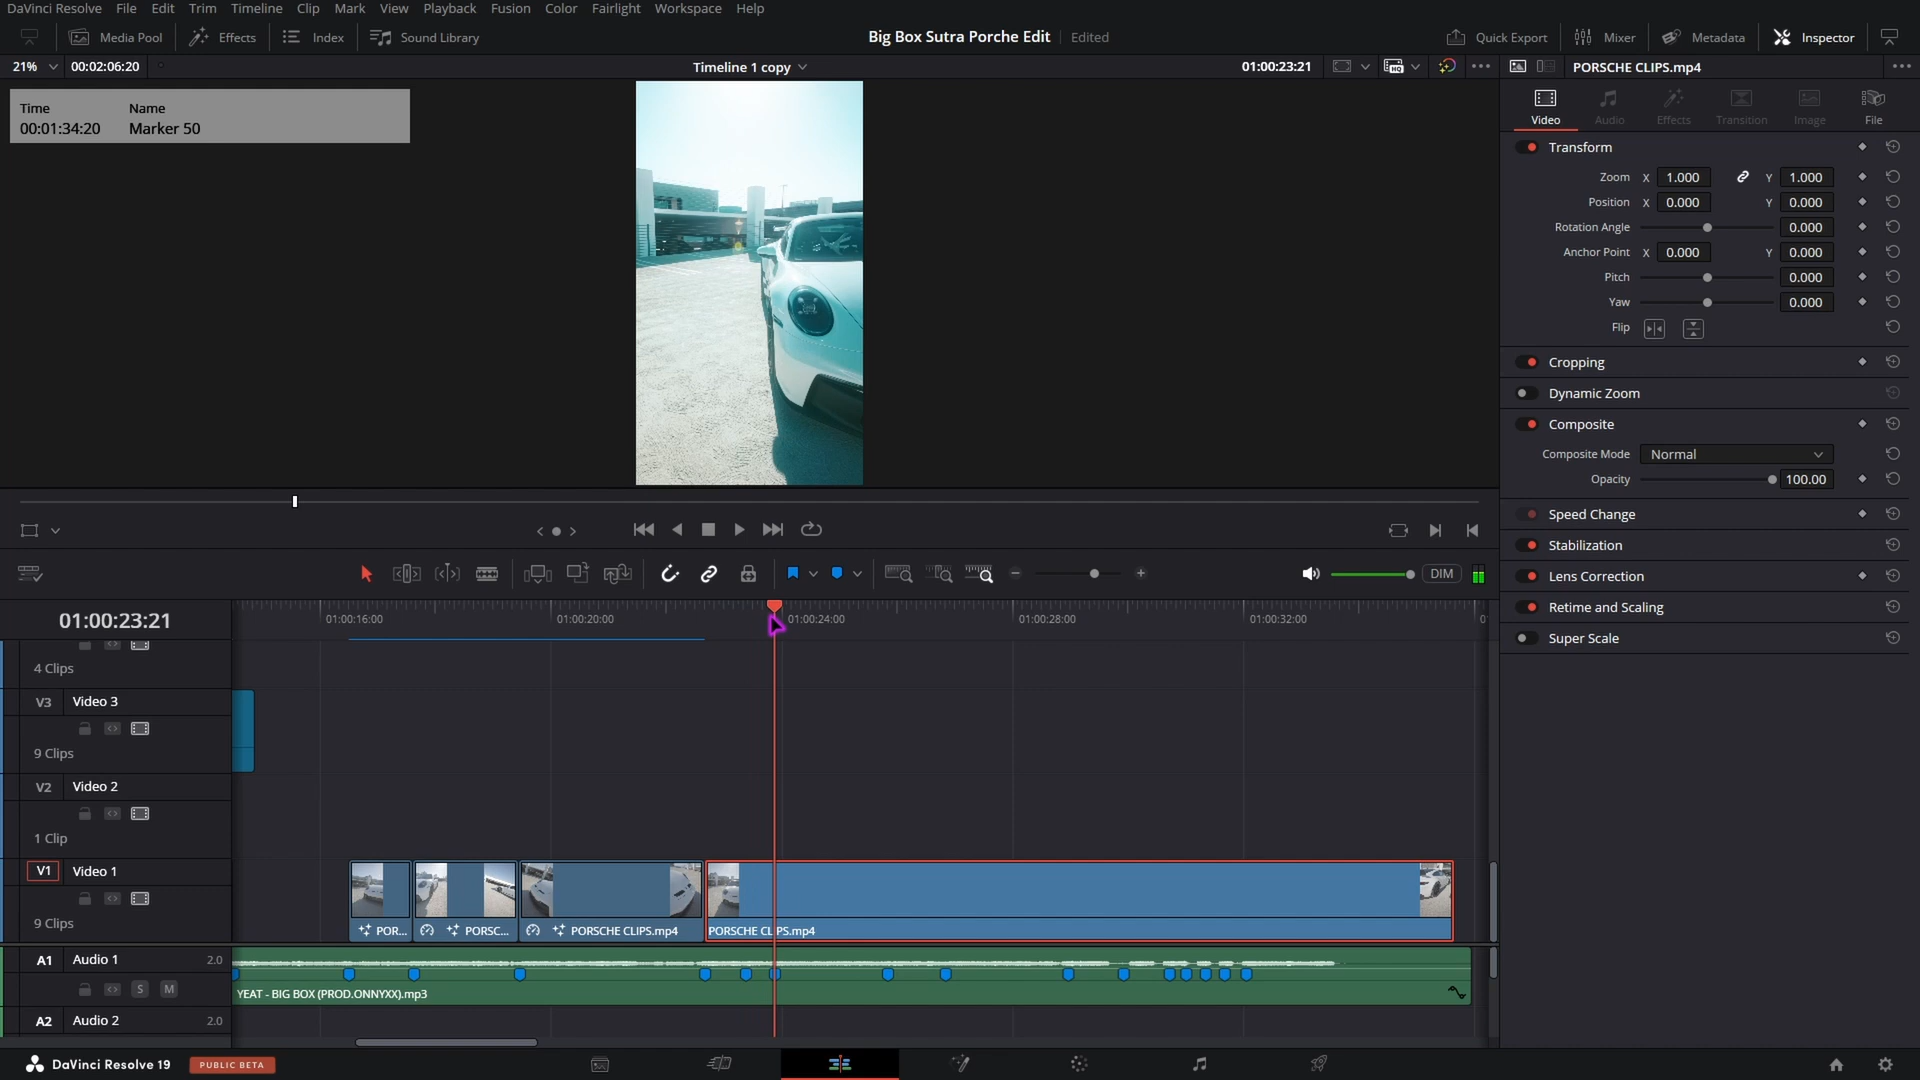 DaVinci Resolve File Edit Trim Timeline Clip Mark View Playback Fusion Color Fairlight Workspace Help
Media Pool Effects Index Sound Library Big Box Sutra Porche Edit Edited Quick Export Mixer Metadata Inspector
21% 00:02:06:20 Timeline 1 copy 01:00:23:21 PORSCHE CLIPS.mp4
Time Name
00:01:34:20 Marker 50
Video Audio Effects Transition Image File
Transform
Zoom X 1.000 Y 1.000
Position X 0.000 Y 0.000
Rotation Angle 0.000
Anchor Point X 0.000 Y 0.000
Pitch 0.000
Yaw 0.000
Flip
Cropping
Dynamic Zoom
Composite
Composite Mode Normal
Opacity 100.00
Speed Change
Stabilization
Lens Correction
Retime and Scaling
Super Scale
DIM
01:00:23:21
01:00:16:00 01:00:20:00 01:00:24:00 01:00:28:00 01:00:32:00
4 Clips
V3 Video 3
9 Clips
V2 Video 2
1 Clip
V1 Video 1
9 Clips
POR... PORSC... PORSCHE CLIPS.mp4 PORSCHE CLIPS.mp4
A1 Audio 1 2.0
S M
YEAT - BIG BOX (PROD.ONNYXX).mp3
A2 Audio 2 2.0
DaVinci Resolve 19 PUBLIC BETA